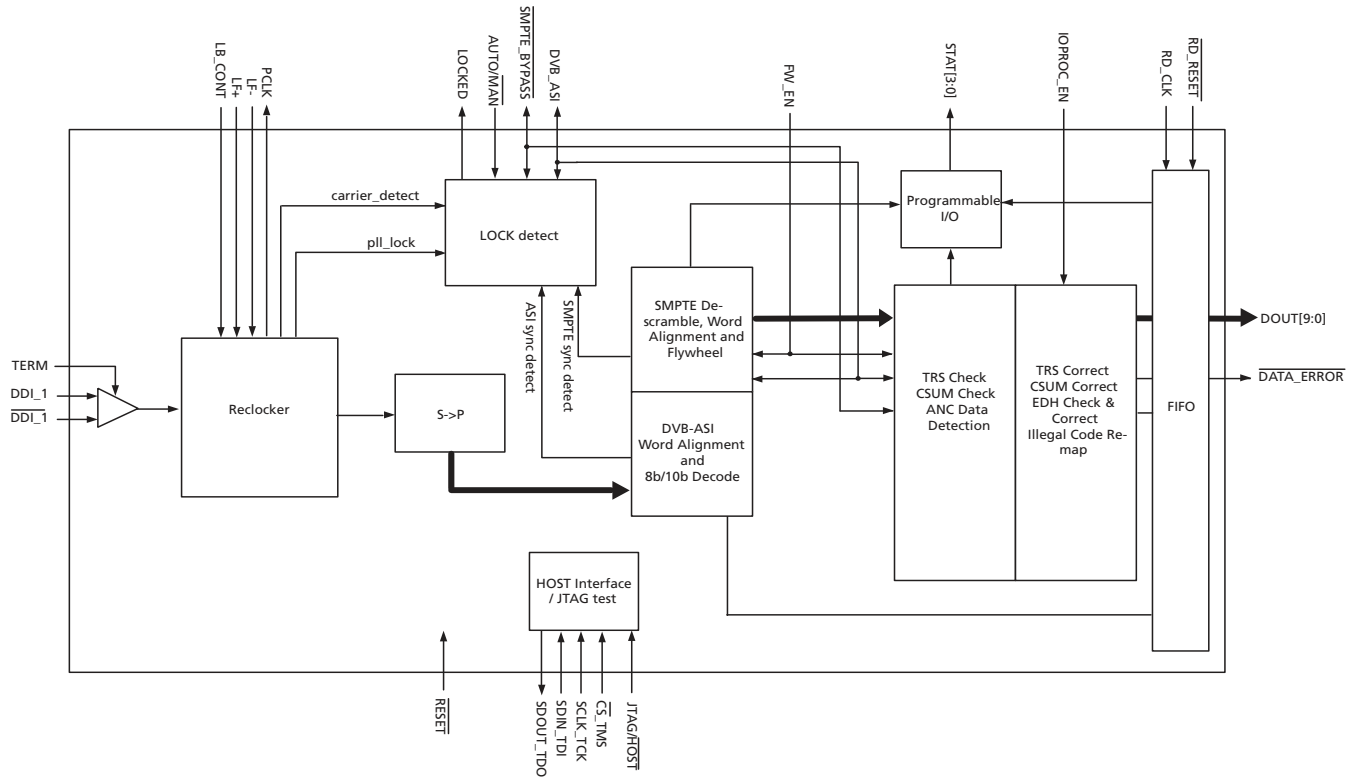 LB_CONT
LF+
LF-
PCLK
LOCKED
AUTO/MAN
SMPTE_BYPASS
DVB_ASI
FW_EN
STAT[3:0]
IOPROC_EN
RD_CLK
RD_RESET
carrier_detect
pll_lock
LOCK detect
Programmable
I/O
ASI sync detect
SMPTE sync detect
SMPTE De-
scramble, Word
Alignment and
Flywheel
DVB-ASI
Word Alignment
and
8b/10b Decode
TERM
DDI_1
DDI_1
Reclocker
S->P
TRS Check
CSUM Check
ANC Data
Detection
TRS Correct
CSUM Correct
EDH Check &
Correct
Illegal Code Re-
map
FIFO
DOUT[9:0]
DATA_ERROR
HOST Interface
/ JTAG test
RESET
SDOUT_TDO
SDIN_TDI
SCLK_TCK
CS_TMS
JTAG/HOST